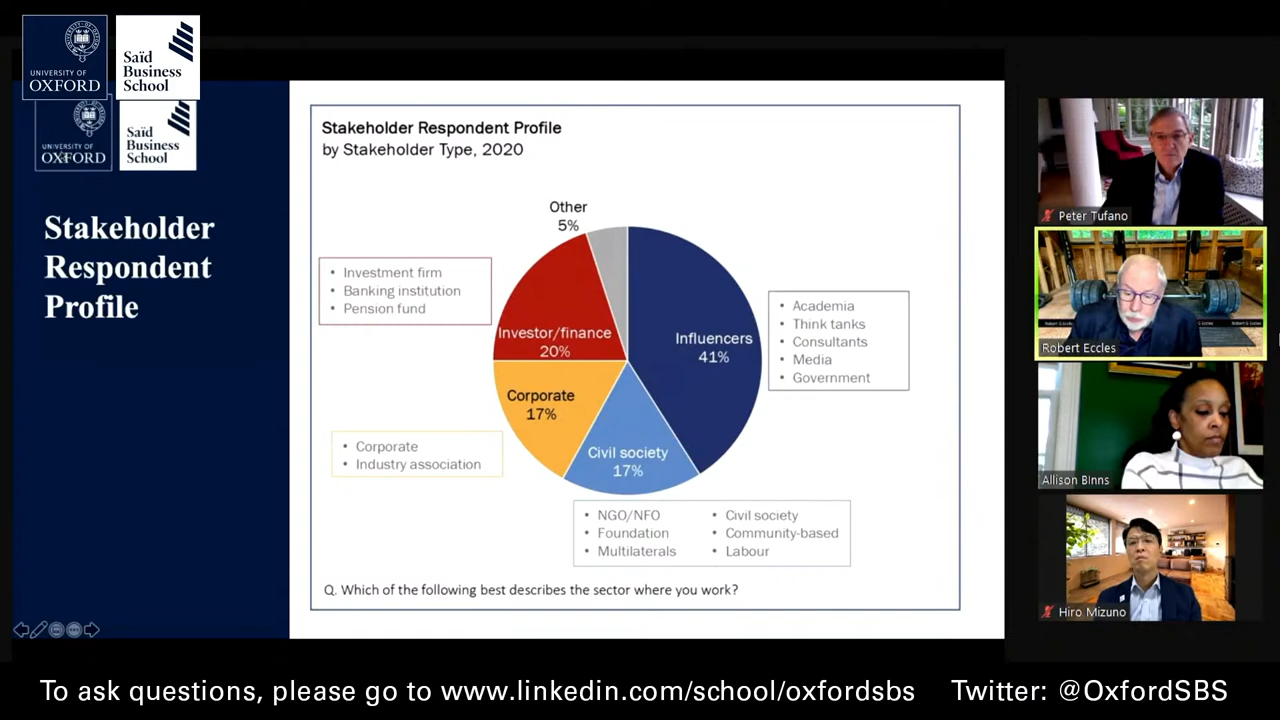 UNIVERSITY OF
OXFORD
Saïd
Business
School
UNIVERSITY OF
OXFORD
Saïd
Business
School
Stakeholder
Respondent
Profile
Stakeholder Respondent Profile
by Stakeholder Type, 2020
Other
5%
• Investment firm
• Banking institution
• Pension fund
Investor/finance
20%
Influencers
41%
• Academia
• Think tanks
• Consultants
• Media
• Government
Corporate
17%
• Corporate
• Industry association
Civil society
17%
• NGO/NFO • Civil society
• Foundation • Community-based
• Multilaterals • Labour
Q. Which of the following best describes the sector where you work?
Peter Tufano
Robert Eccles
Allison BInns
Hiro Mizuno
To ask questions, please go to www.linkedin.com/school/oxfordsbs Twitter: @OxfordSBS